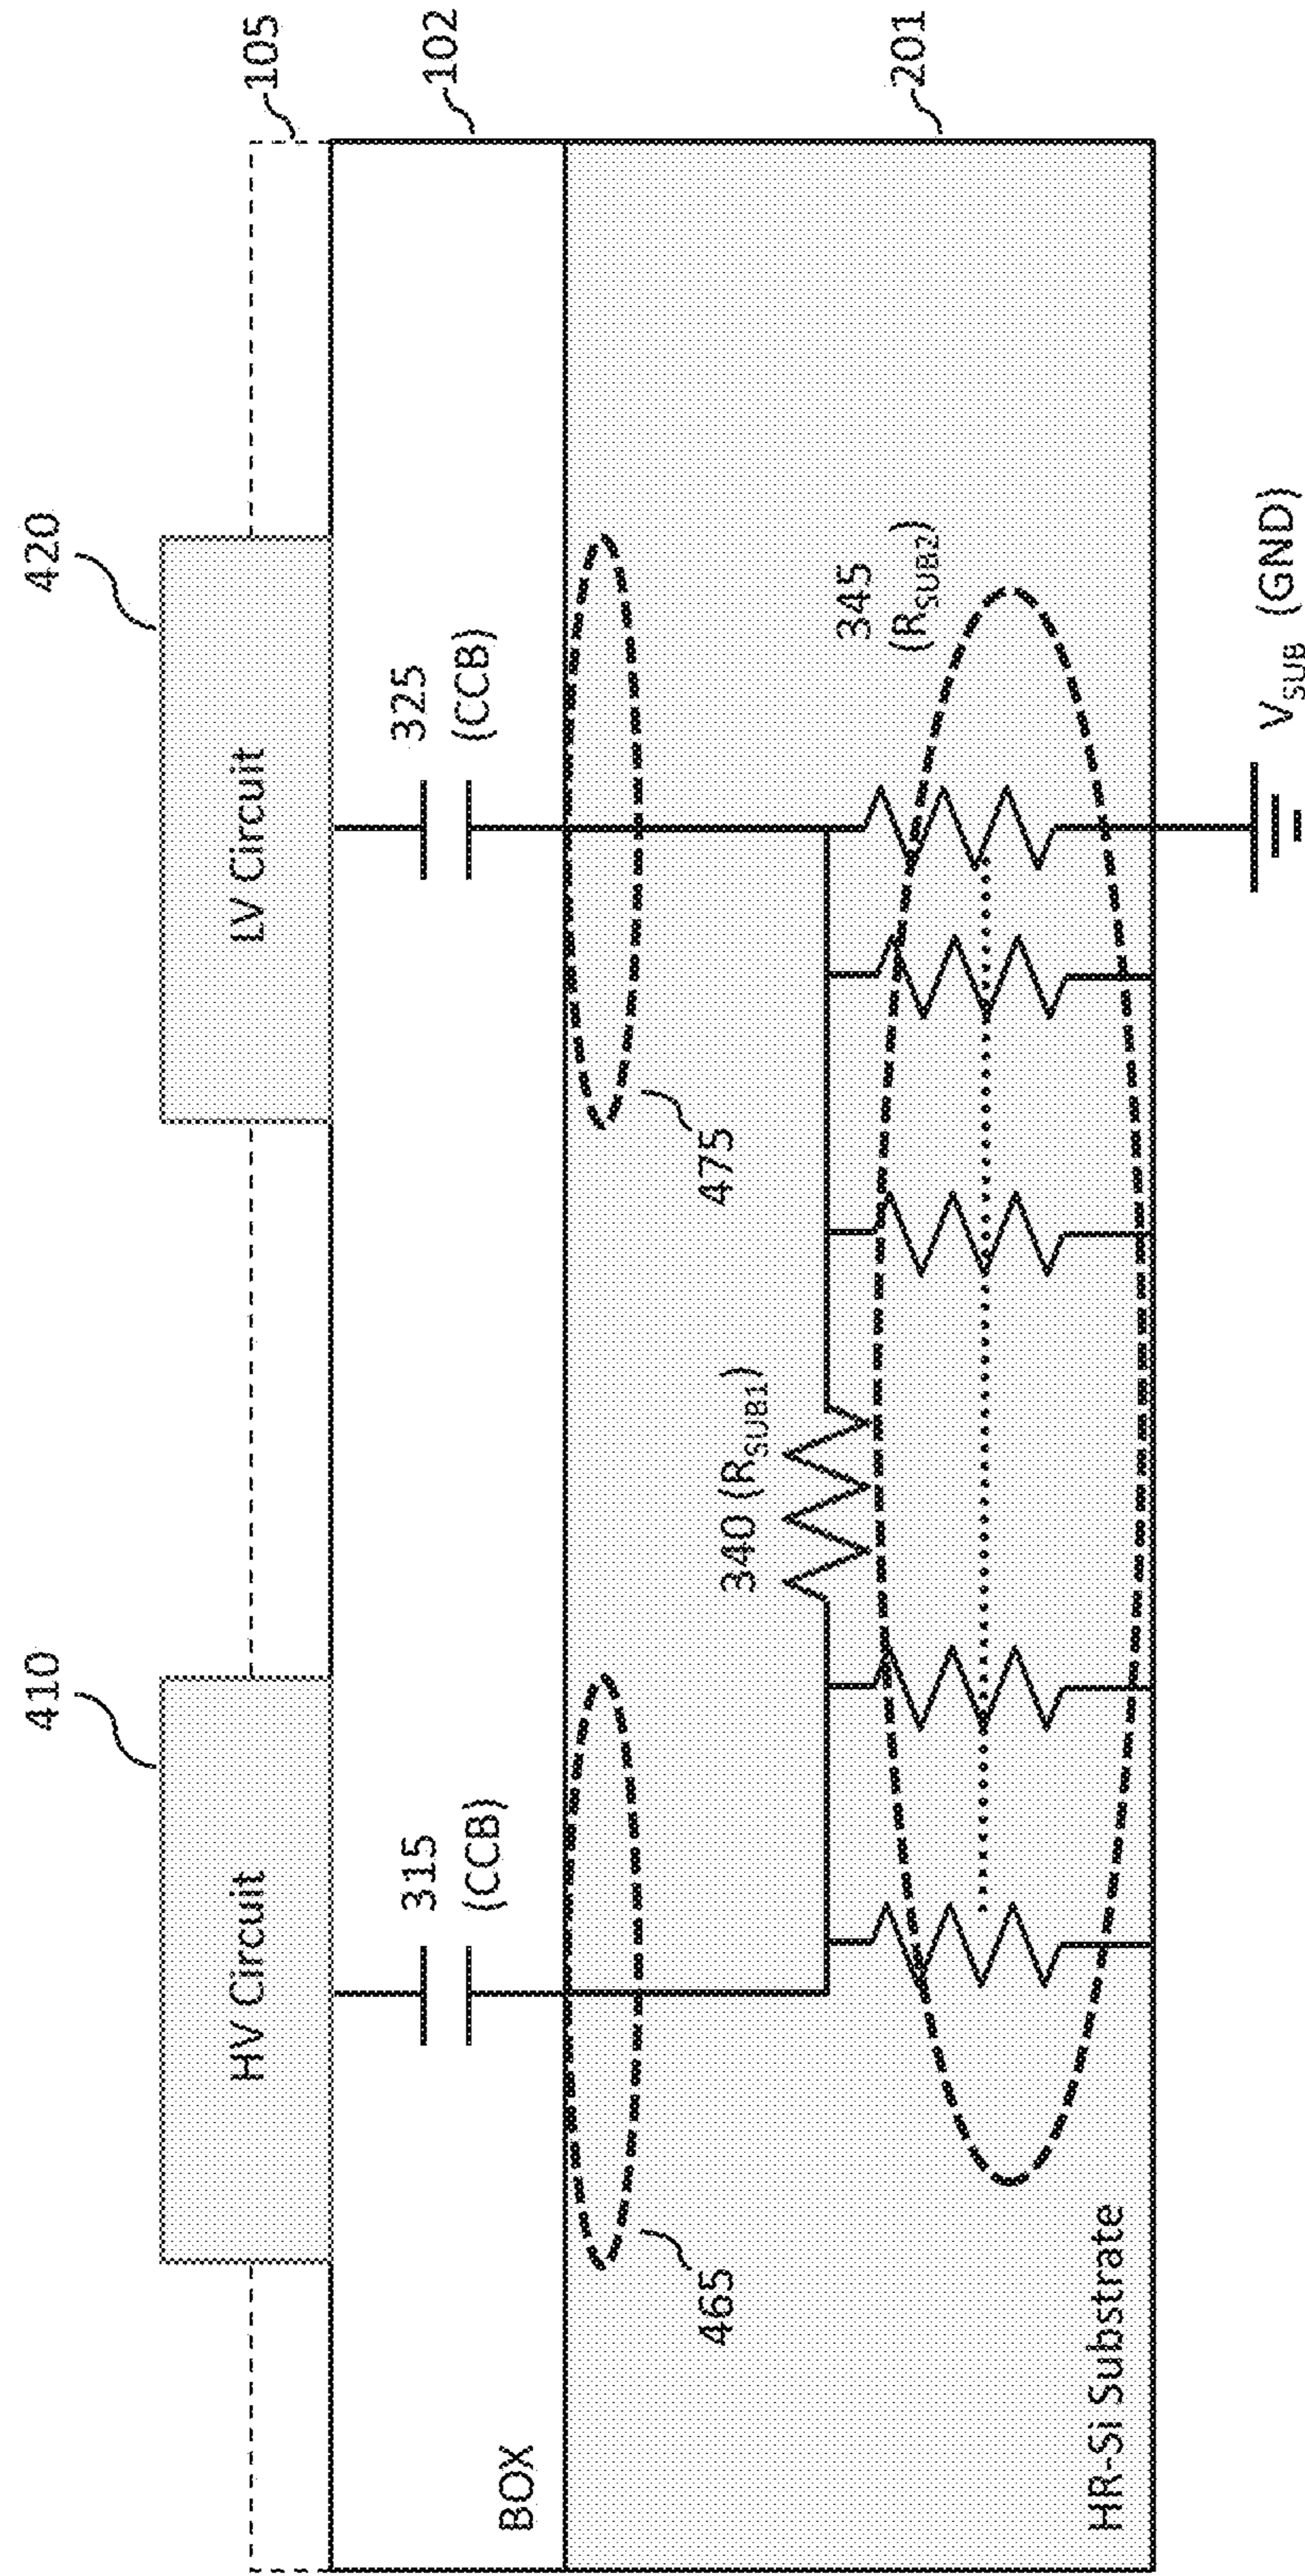 410
420
HV Circuit
LV Circuit
105
315
(CCB)
325
(CCB)
102
BOX
465
475
340 (RSUB1)
345
(RSUB2)
201
HR-Si Substrate
VSUB (GND)